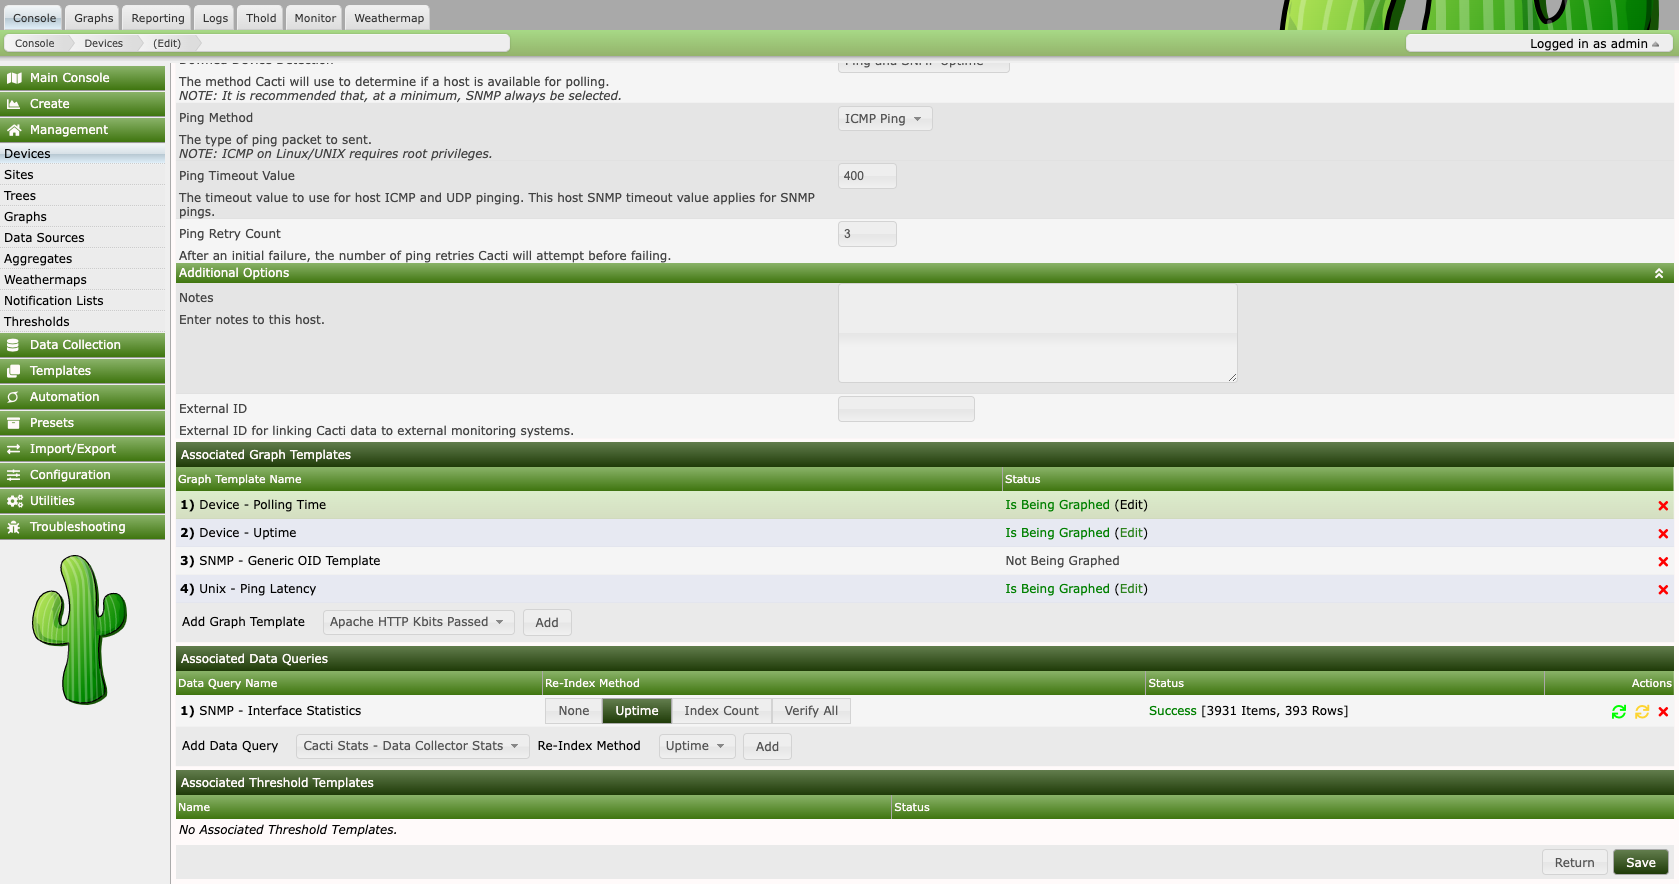 Console Graphs Reporting Logs Thold Monitor Weathermap
Console Devices (Edit)
Logged in as admin
Main Console
Create
Management
Devices
Sites
Trees
Graphs
Data Sources
Aggregates
Weathermaps
Notification Lists
Thresholds
Data Collection
Templates
Automation
Presets
Import/Export
Configuration
Utilities
Troubleshooting
The method Cacti will use to determine if a host is available for polling.
NOTE: It is recommended that, at a minimum, SNMP always be selected.
Ping Method
ICMP Ping
The type of ping packet to sent.
NOTE: ICMP on Linux/UNIX requires root privileges.
Ping Timeout Value
400
The timeout value to use for host ICMP and UDP pinging. This host SNMP timeout value applies for SNMP
pings.
Ping Retry Count
3
After an initial failure, the number of ping retries Cacti will attempt before failing.
Additional Options
Notes
Enter notes to this host.
External ID
External ID for linking Cacti data to external monitoring systems.
Associated Graph Templates
Graph Template Name Status
1) Device - Polling Time Is Being Graphed (Edit)
2) Device - Uptime Is Being Graphed (Edit)
3) SNMP - Generic OID Template Not Being Graphed
4) Unix - Ping Latency Is Being Graphed (Edit)
Add Graph Template Apache HTTP Kbits Passed Add
Associated Data Queries
Data Query Name Re-Index Method Status Actions
1) SNMP - Interface Statistics None Uptime Index Count Verify All Success [3931 Items, 393 Rows]
Add Data Query Cacti Stats - Data Collector Stats Re-Index Method Uptime Add
Associated Threshold Templates
Name Status
No Associated Threshold Templates.
Return Save